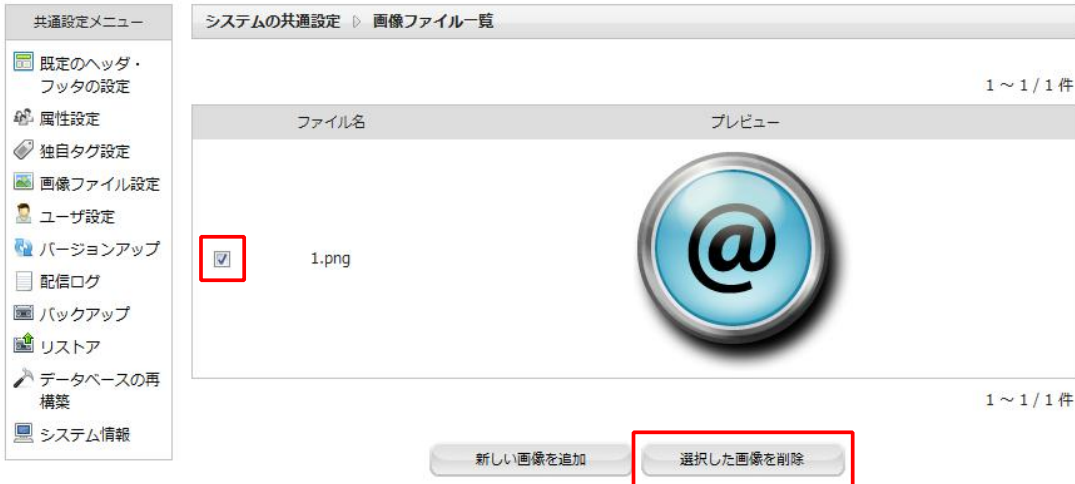 共通設定メニュー
既定のヘッダ・
フッタの設定
属性設定
独自タグ設定
画像ファイル設定
ユーザ設定
バージョンアップ
配信ログ
バックアップ
リストア
データベースの再
構築
システム情報
システムの共通設定 ▷ 画像ファイル一覧
1 ～ 1 / 1 件
ファイル名 プレビュー
1.png
@
1 ～ 1 / 1 件
新しい画像を追加 選択した画像を削除